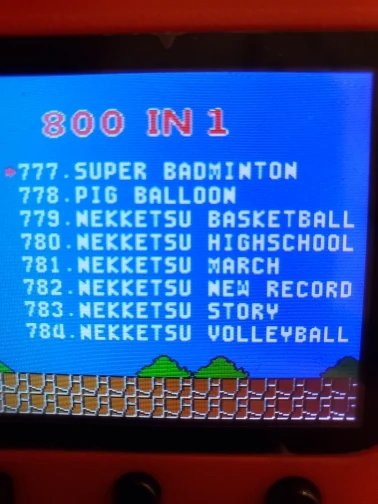 800 IN 1
777.SUPER BADMINTON
778.PIG BALLOON
779.NEKKETSU BASKETBALL
780.NEKKETSU HIGHSCHOOL
781.NEKKETSU MARCH
782.NEKKETSU NEW RECORD
783.NEKKETSU STORY
784.NEKKETSU VOLLEYBALL